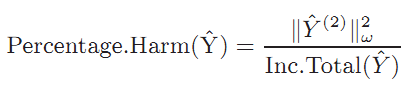 Percentage.Harm(Ŷ) = ‖Ŷ⁽²⁾‖²_ω / Inc.Total(Ŷ)